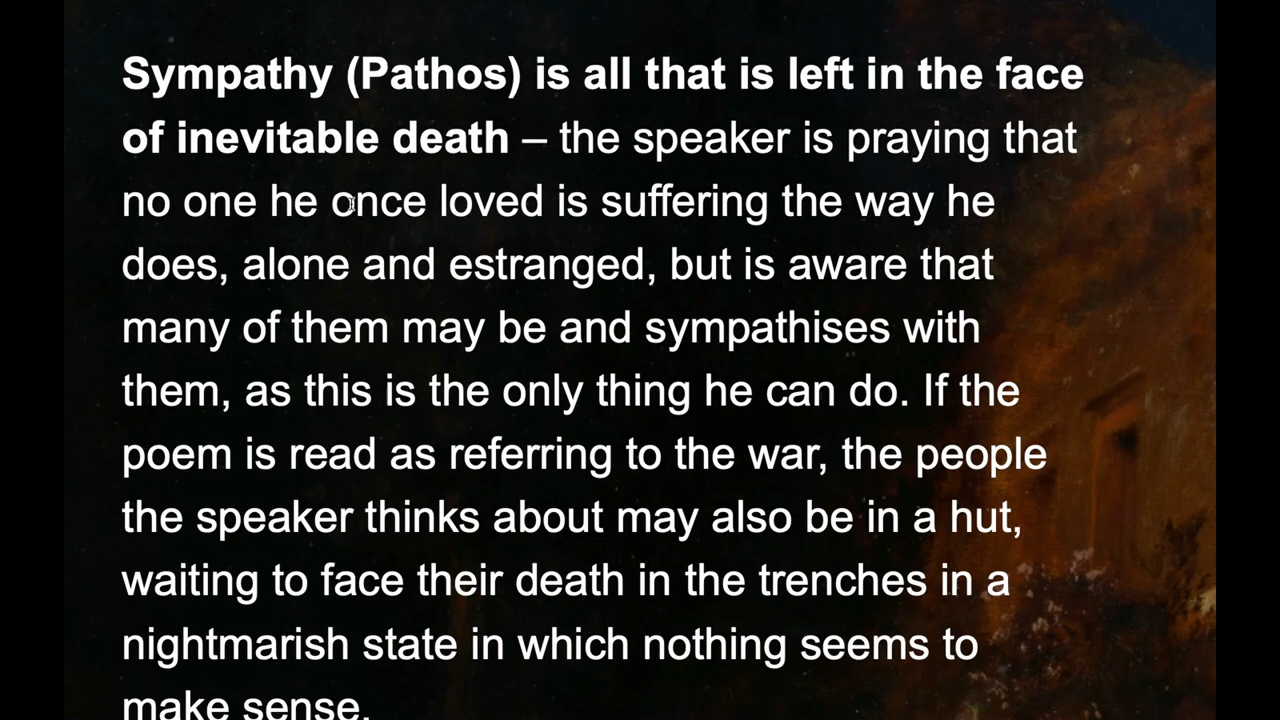 Sympathy (Pathos) is all that is left in the face
of inevitable death – the speaker is praying that
no one he once loved is suffering the way he
does, alone and estranged, but is aware that
many of them may be and sympathises with
them, as this is the only thing he can do. If the
poem is read as referring to the war, the people
the speaker thinks about may also be in a hut,
waiting to face their death in the trenches in a
nightmarish state in which nothing seems to
make sense.